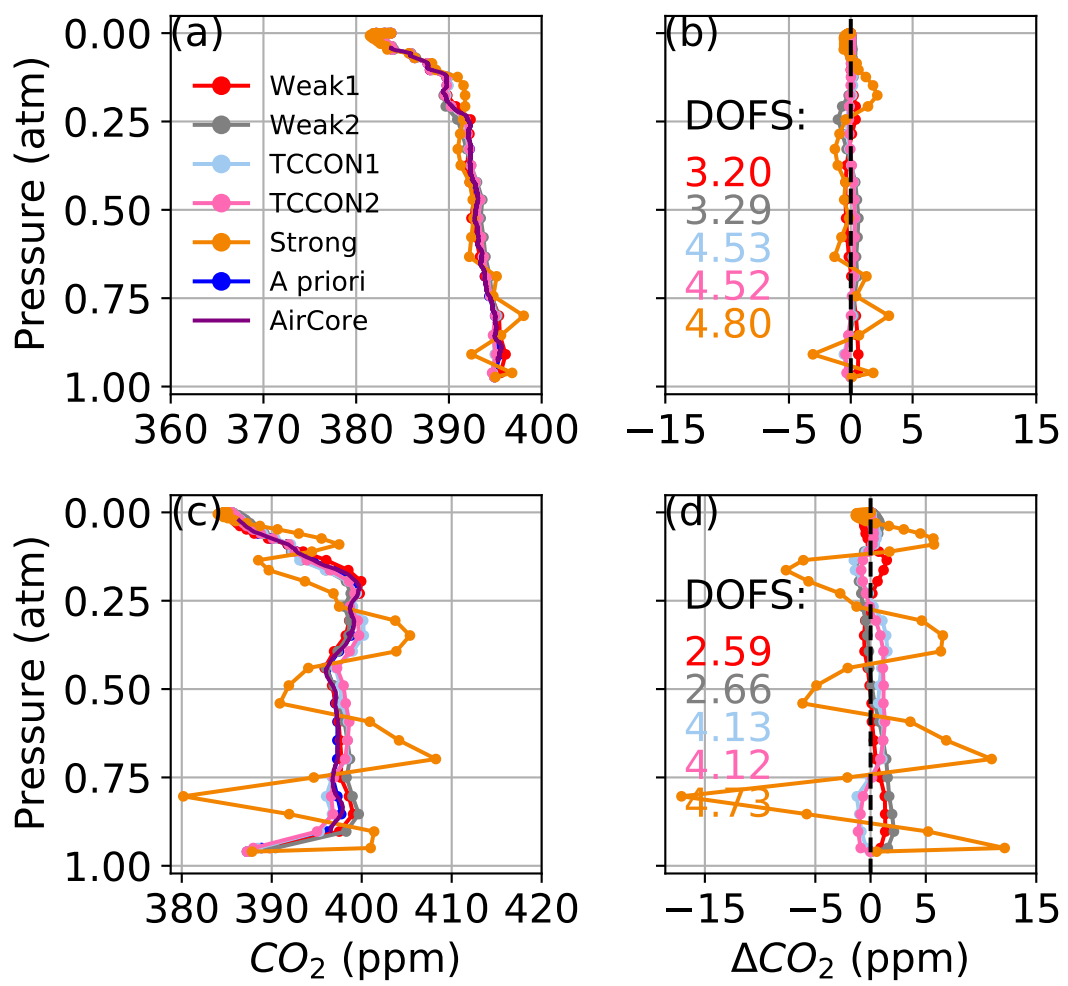 (a)
Pressure (atm)
0.00
0.25
0.50
0.75
1.00
Weak1
Weak2
TCCON1
TCCON2
Strong
A priori
AirCore
360 370 380 390 400
(b)
DOFS:
3.20
3.29
4.53
4.52
4.80
−15 −5 0 5 15
(c)
Pressure (atm)
0.00
0.25
0.50
0.75
1.00
380 390 400 410 420
CO₂ (ppm)
(d)
DOFS:
2.59
2.66
4.13
4.12
4.73
−15 −5 0 5 15
ΔCO₂ (ppm)